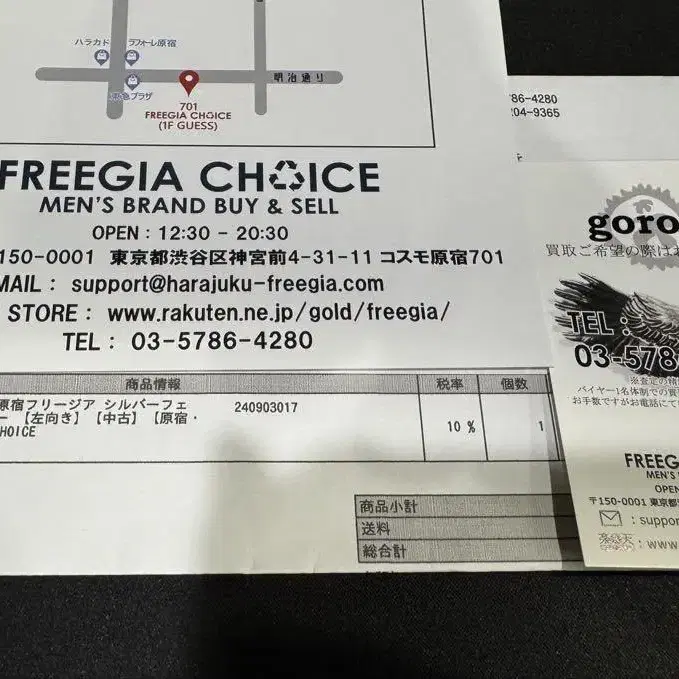 ハラカド ラフォーレ原宿
東急プラザ
明治通り
701
FREEGIA CHOICE
(1F GUESS)
FREEGIA CHOICE
MEN'S BRAND BUY & SELL
OPEN : 12:30 - 20:30
150-0001 東京都渋谷区神宮前4-31-11 コスモ原宿701
MAIL : support@harajuku-freegia.com
STORE : www.rakuten.ne.jp/gold/freegia/
TEL : 03-5786-4280
商品情報 税率 個数
原宿フリージア シルバーフェ 240903017
ー 【左向き】【中古】【原宿・
HOICE
10 % 1
商品小計
送料
総合計
86-4280
204-9365
goro
買取ご希望の際はお
TEL :
03-578
※査定の精
バイヤー1名体制での買
お手数ですがお電話にて
FREEG
MEN'S
OPEN
〒150-0001 東京都
: suppor
: www.